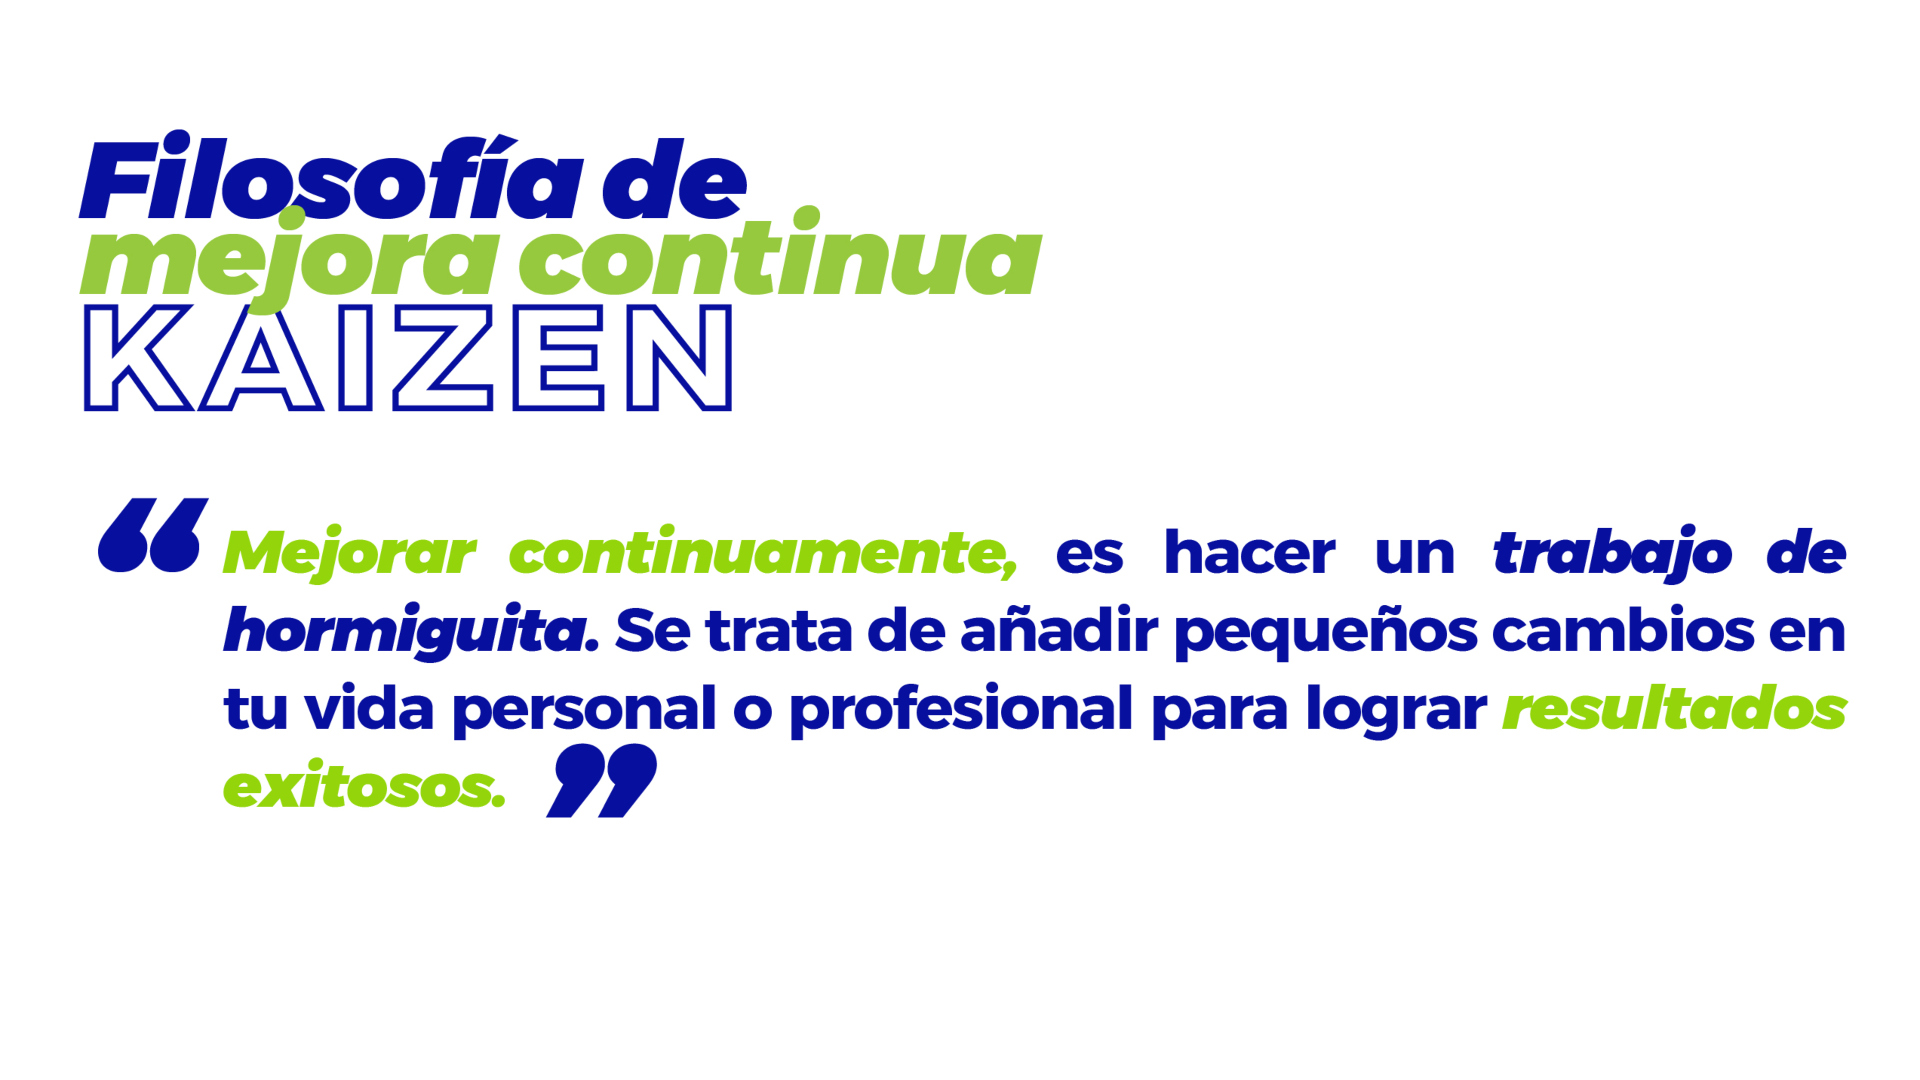 Filosofía de
mejora continua
KAIZEN
“Mejorar continuamente, es hacer un trabajo de
hormiguita. Se trata de añadir pequeños cambios en
tu vida personal o profesional para lograr resultados
exitosos.”